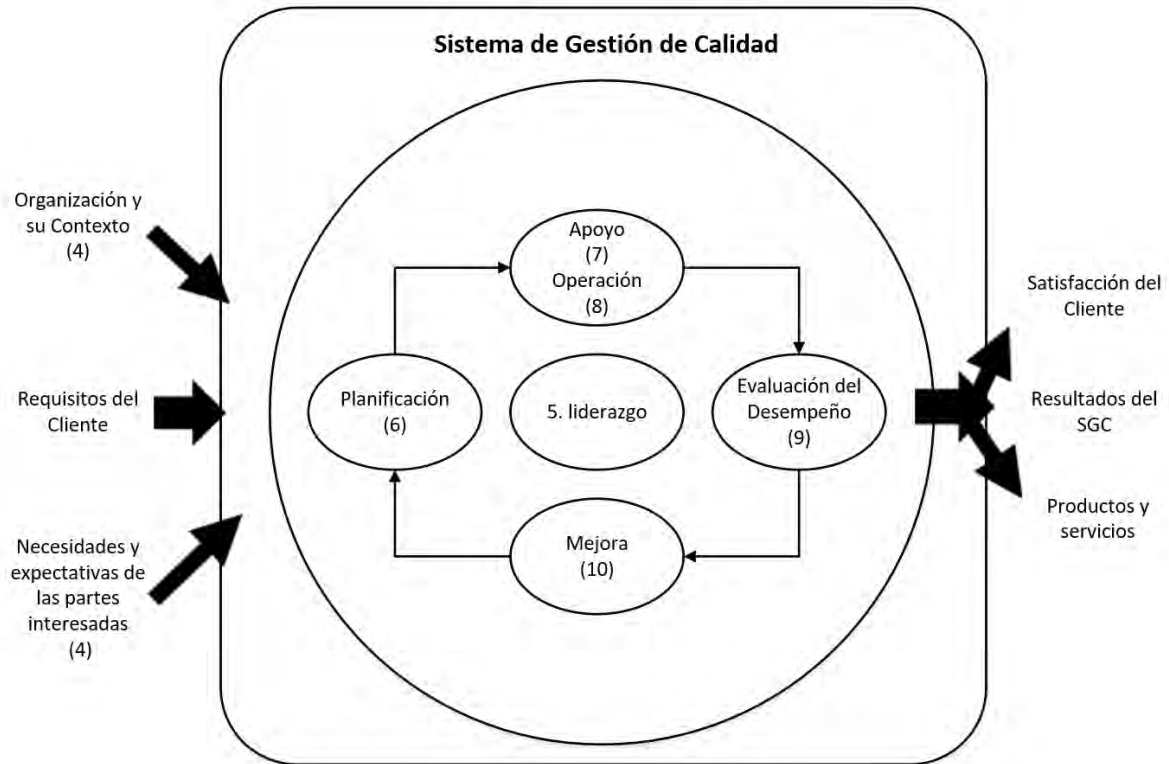 Sistema de Gestión de Calidad
Organización y
su Contexto
(4)
Requisitos del
Cliente
Necesidades y
expectativas de
las partes
interesadas
(4)
Apoyo
(7)
Operación
(8)
Planificación
(6)
5. liderazgo
Evaluación del
Desempeño
(9)
Mejora
(10)
Satisfacción del
Cliente
Resultados del
SGC
Productos y
servicios